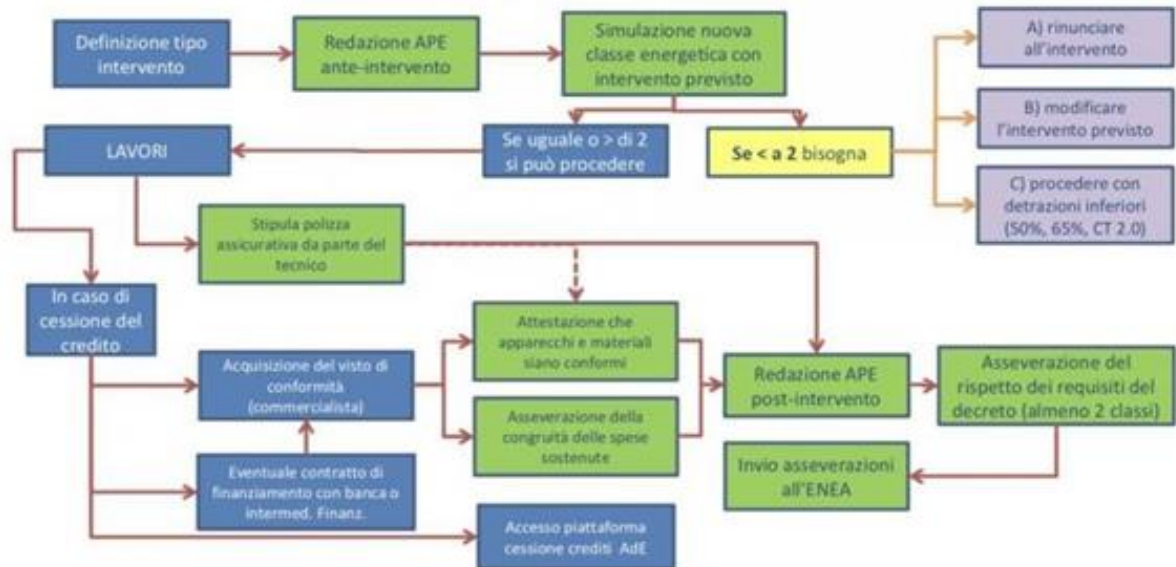 Definizione tipo
intervento
Redazione APE
ante-intervento
Simulazione nuova
classe energetica con
intervento previsto
A) rinunciare
all'intervento
LAVORI
Se uguale o > di 2
si può procedere
Se < a 2 bisogna
B) modificare
l'intervento previsto
C) procedere con
detrazioni inferiori
(50%, 65%, CT 2.0)
Stipula polizza
assicurativa da parte del
tecnico
In caso di
cessione del
credito
Acquisizione del visto di
conformità
(commercialista)
Attestazione che
apparecchi e materiali
siano conformi
Redazione APE
post-intervento
Asseverazione del
rispetto dei requisiti del
decreto (almeno 2 classi)
Asseverazione della
congruità delle spese
sostenute
Eventuale contratto di
finanziamento con banca o
intermed. Finanz.
Invio asseverazioni
all'ENEA
Accesso piattaforma
cessione crediti AdE